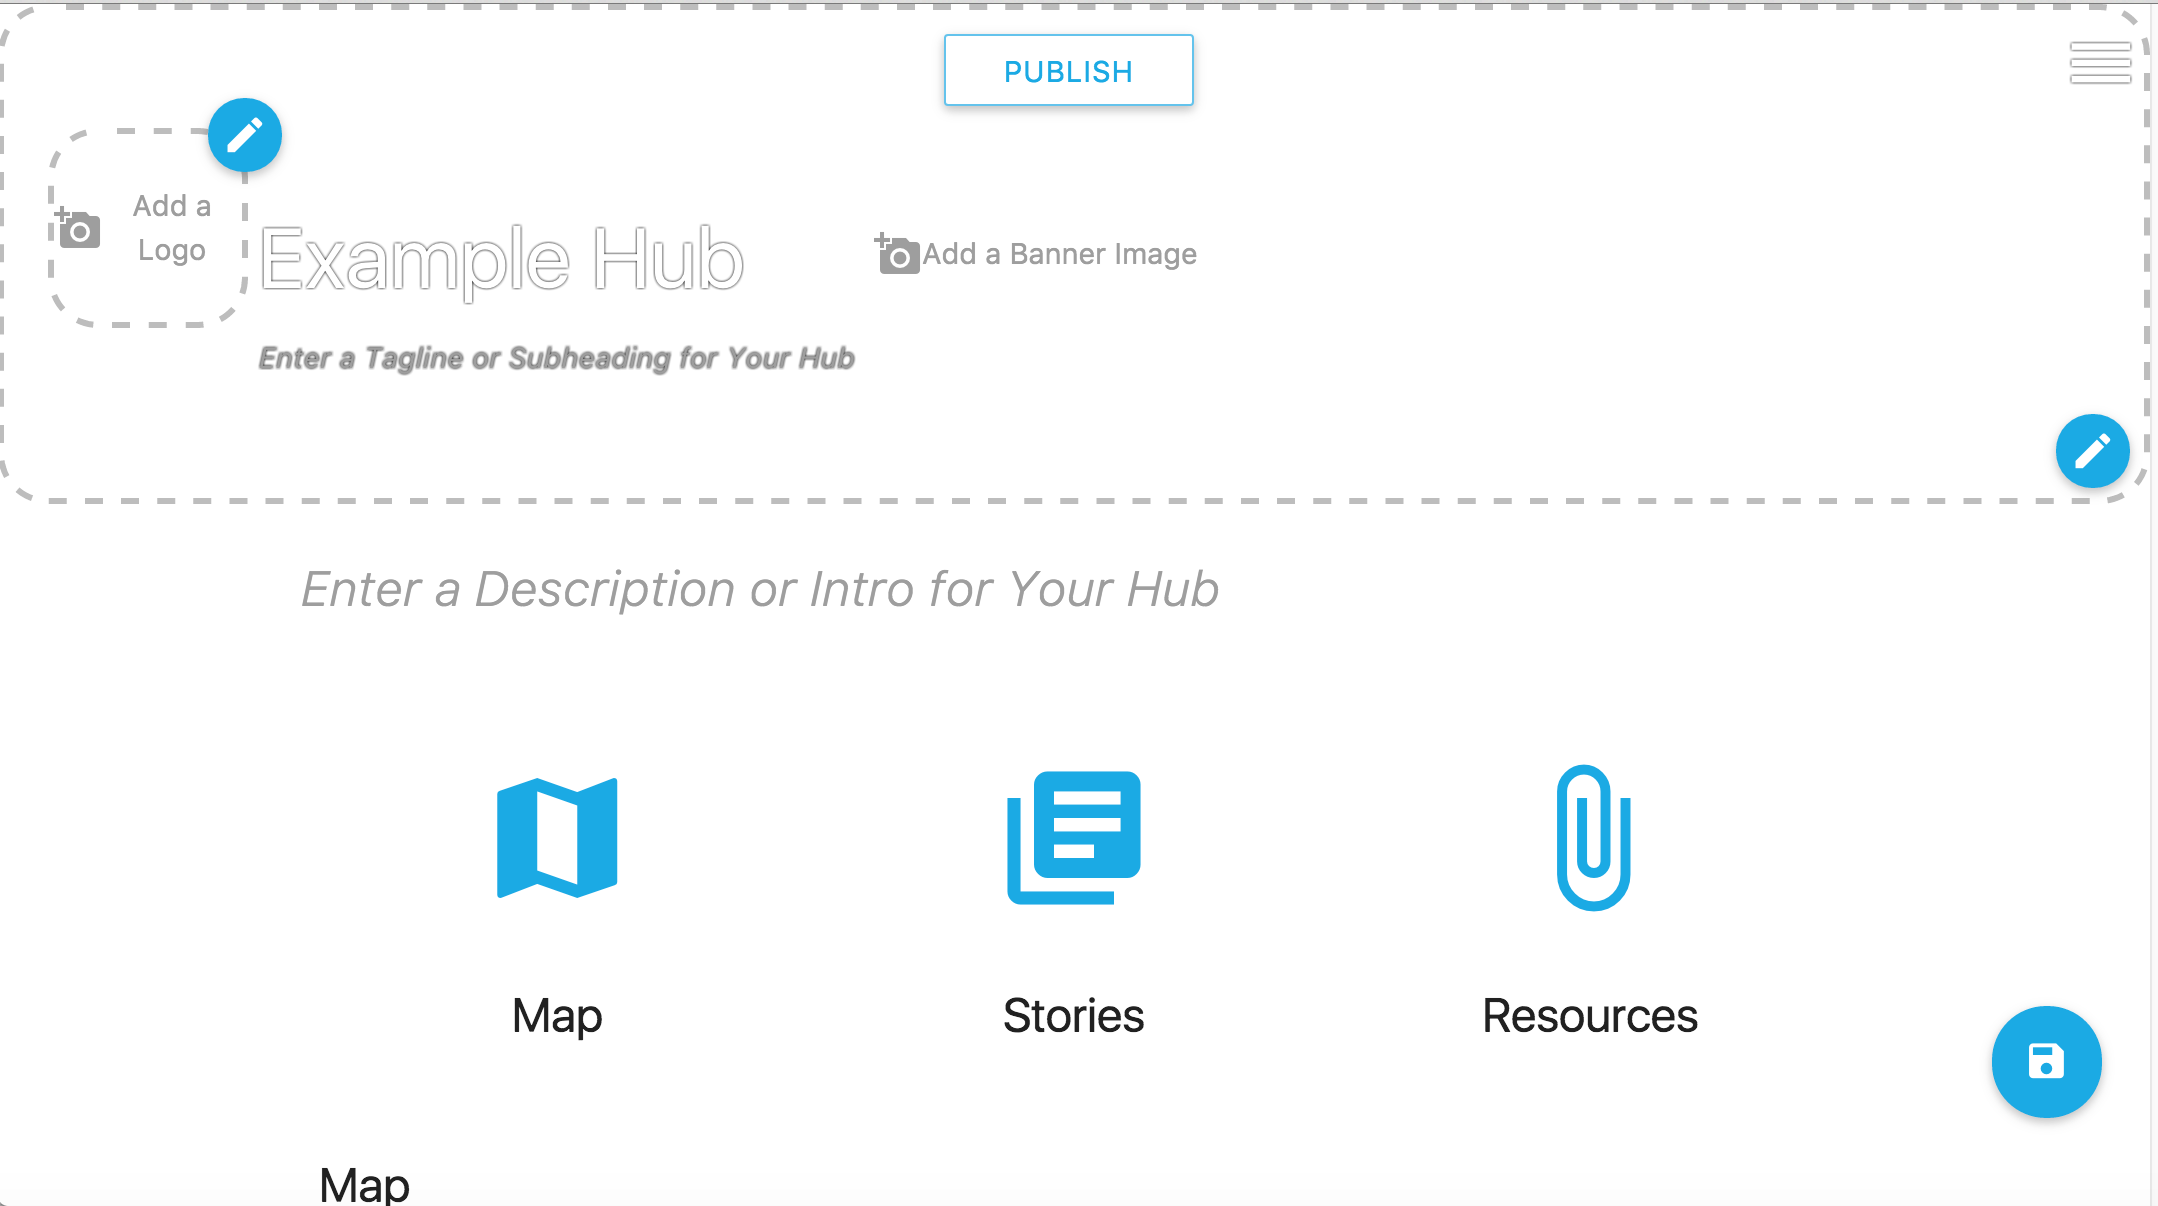 PUBLISH
Add a
Logo
Example Hub
Add a Banner Image
Enter a Tagline or Subheading for Your Hub
Enter a Description or Intro for Your Hub
Map
Stories
Resources
Map